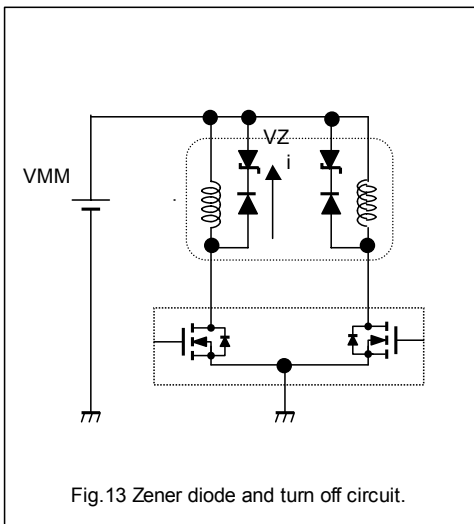 VZ
VMM
i
Fig.13 Zener diode and turn off circuit.